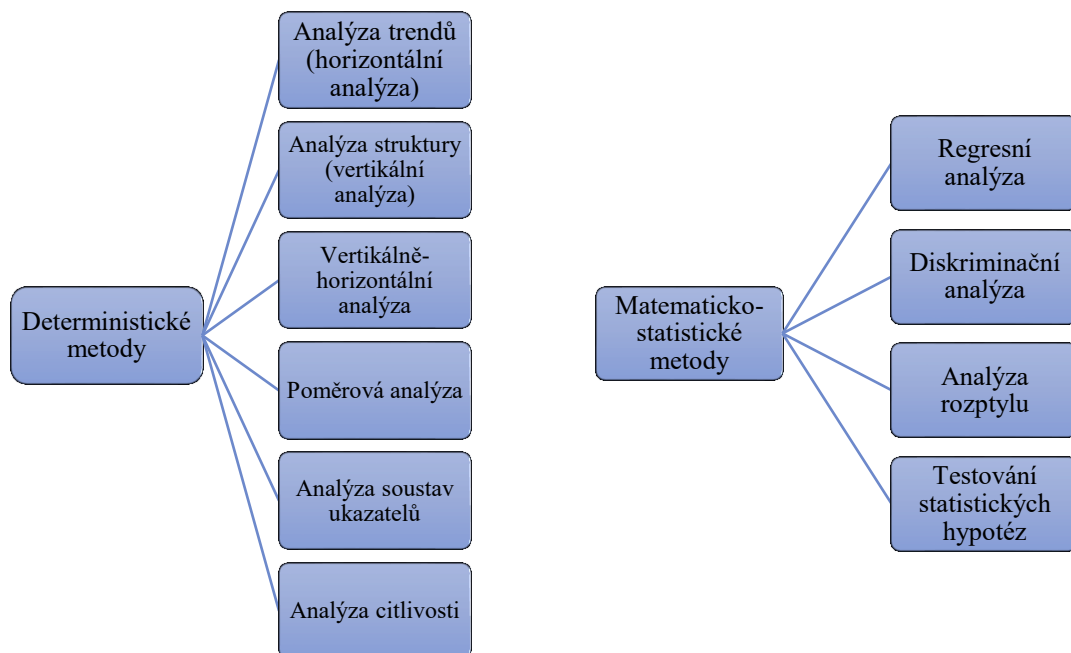 Deterministické
metody
Analýza trendů
(horizontální
analýza)
Analýza struktury
(vertikální
analýza)
Vertikálně-
horizontální
analýza
Poměrová analýza
Analýza soustav
ukazatelů
Analýza citlivosti
Matematicko-
statistické
metody
Regresní
analýza
Diskriminační
analýza
Analýza
rozptylu
Testování
statistických
hypotéz